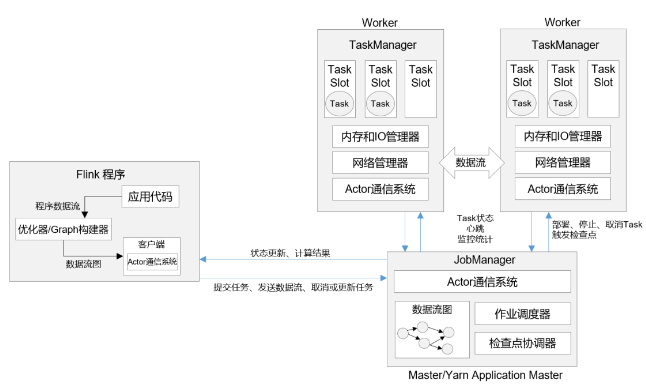 Worker
Worker
TaskManager
TaskManager
Task Slot
Task Slot
Task Slot
Task
Task
Task Slot
Task Slot
Task Slot
Task
Task
内存和IO管理器
网络管理器
Actor通信系统
数据流
内存和IO管理器
网络管理器
Actor通信系统
Flink 程序
应用代码
程序数据流
优化器/Graph构建器
客户端
Actor通信系统
数据流图
Task状态
心跳
监控统计
部署、停止、取消Task
触发检查点
状态更新、计算结果
提交任务、发送数据流、取消或更新任务
JobManager
Actor通信系统
数据流图
作业调度器
检查点协调器
Master/Yarn Application Master